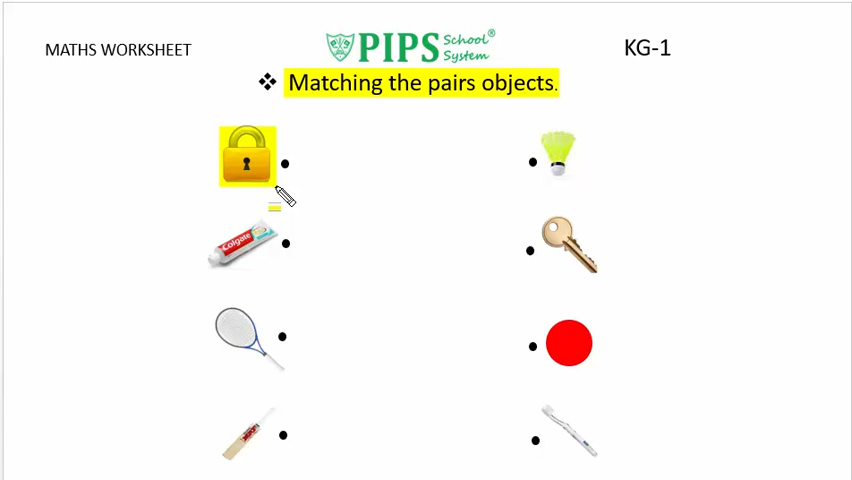 MATHS WORKSHEET
PIPS School System®
KG-1
❖ Matching the pairs objects.
Colgate